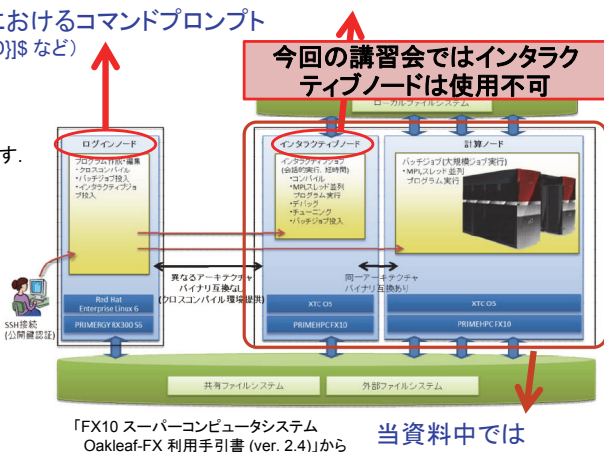 におけるコマンドプロンプト
}]$ など）
今回の講習会ではインタラク
ティブノードは使用不可
ローカルファイルシステム
す.
ログインノード
プログラム作成・編集
・クロスコンパイル
・バッチジョブ投入
・インタラクティブジョ
ブ投入
インタラクティブノード
インタラクティブジョブ
(会話的実行、短時間)
・コンパイル
・MPI,スレッド並列
プログラム実行
・デバッグ
・チューニング
・バッチジョブ投入
計算ノード
バッチジョブ(大規模ジョブ実行)
・MPI,スレッド並列
プログラム実行
異なるアーキテクチャ
バイナリ互換なし
(クロスコンパイル環境提供)
同一アーキテクチャ
バイナリ互換あり
SSH接続
(公開鍵認証)
Red Hat
Enterprise Linux 6
PRIMERGY RX300 S6
XTC OS
PRIMEHPC FX10
XTC OS
PRIMEHPC FX10
共有ファイルシステム
外部ファイルシステム
「FX10 スーパーコンピュータシステム
Oakleaf-FX 利用手引書 (ver. 2.4)」から
当資料中では